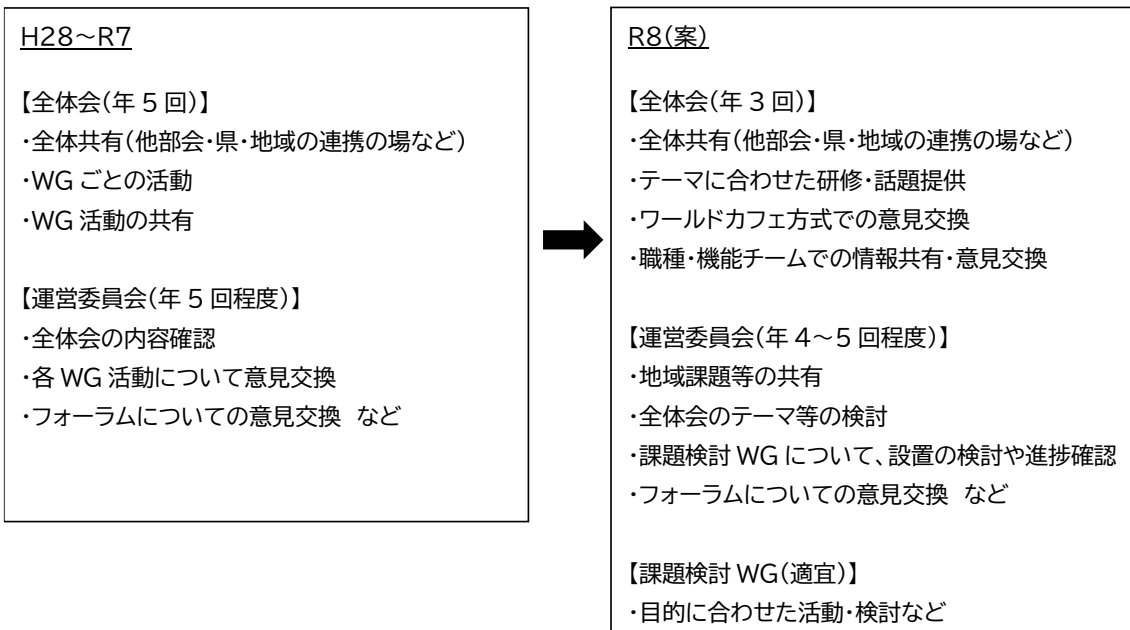 H28～R7
【全体会(年 5 回)】
・全体共有(他部会・県・地域の連携の場など)
・WG ごとの活動
・WG 活動の共有
【運営委員会(年 5 回程度)】
・全体会の内容確認
・各 WG 活動について意見交換
・フォーラムについての意見交換 など
R8(案)
【全体会(年 3 回)】
・全体共有(他部会・県・地域の連携の場など)
・テーマに合わせた研修・話題提供
・ワールドカフェ方式での意見交換
・職種・機能チームでの情報共有・意見交換
【運営委員会(年 4～5 回程度)】
・地域課題等の共有
・全体会のテーマ等の検討
・課題検討 WG について、設置の検討や進捗確認
・フォーラムについての意見交換 など
【課題検討 WG(適宜)】
・目的に合わせた活動・検討など